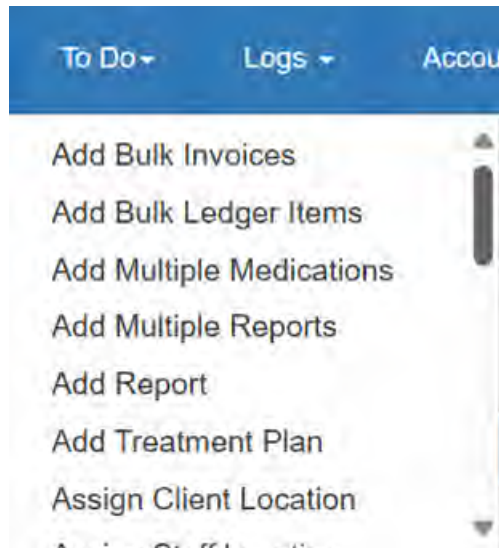 To Do Logs Accou
Add Bulk Invoices
Add Bulk Ledger Items
Add Multiple Medications
Add Multiple Reports
Add Report
Add Treatment Plan
Assign Client Location